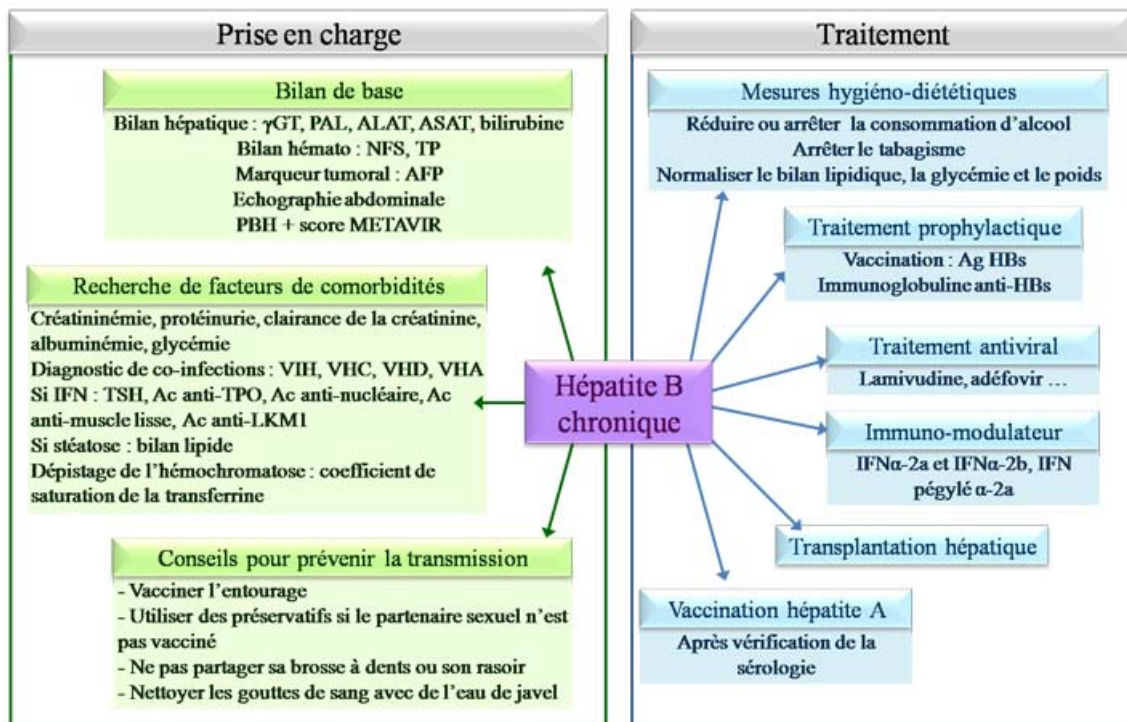 Prise en charge
Bilan de base
Bilan hépatique : γGT, PAL, ALAT, ASAT, bilirubine
Bilan hémato : NFS, TP
Marqueur tumoral : AFP
Echographie abdominale
PBH + score METAVIR
Recherche de facteurs de comorbidités
Créatininémie, protéinurie, clairance de la créatinine,
albuminémie, glycémie
Diagnostic de co-infections : VIH, VHC, VHD, VHA
Si IFN : TSH, Ac anti-TPO, Ac anti-nucléaire, Ac
anti-muscle lisse, Ac anti-LKM1
Si stéatose : bilan lipide
Dépistage de l'hémochromatose : coefficient de
saturation de la transferrine
Conseils pour prévenir la transmission
- Vacciner l'entourage
- Utiliser des préservatifs si le partenaire sexuel n'est
pas vacciné
- Ne pas partager sa brosse à dents ou son rasoir
- Nettoyer les gouttes de sang avec de l'eau de javel
Hépatite B
chronique
Traitement
Mesures hygiéno-diététiques
Réduire ou arrêter la consommation d'alcool
Arrêter le tabagisme
Normaliser le bilan lipidique, la glycémie et le poids
Traitement prophylactique
Vaccination : Ag HBs
Immunoglobuline anti-HBs
Traitement antiviral
Lamivudine, adéfovir ...
Immuno-modulateur
IFNα-2a et IFNα-2b, IFN
pégylé α-2a
Transplantation hépatique
Vaccination hépatite A
Après vérification de la
sérologie